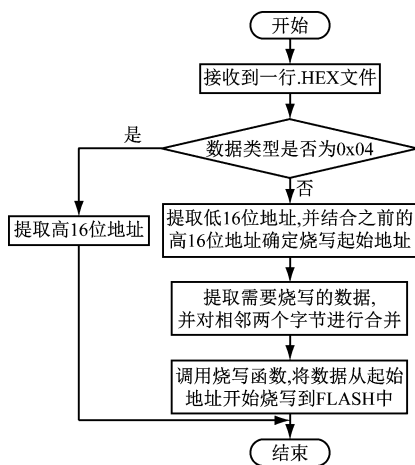 开始
接收到一行.HEX文件
是
数据类型是否为0x04
否
提取高16位地址
提取低16位地址,并结合之前的
高16位地址确定烧写起始地址
提取需要烧写的数据,
并对相邻两个字节进行合并
调用烧写函数,将数据从起始
地址开始烧写到FLASH中
结束